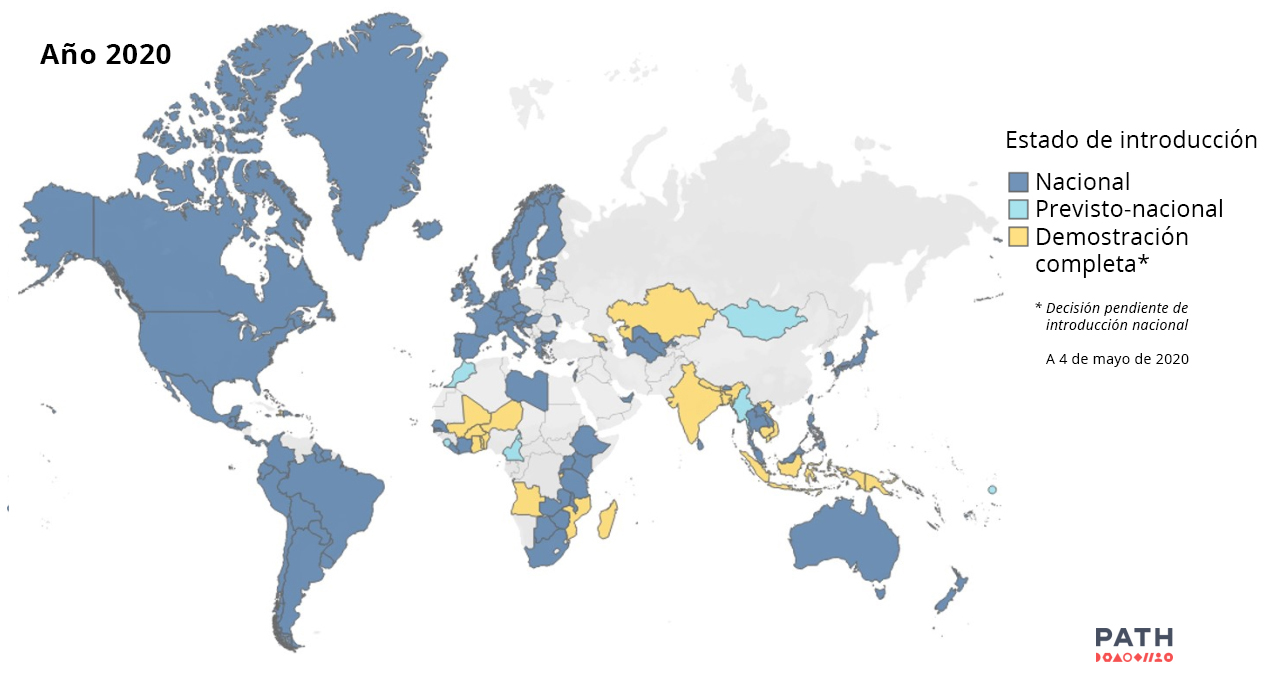 Año 2020
Estado de introducción
Nacional
Previsto-nacional
Demostración
completa*
* Decisión pendiente de
introducción nacional
A 4 de mayo de 2020
PATH